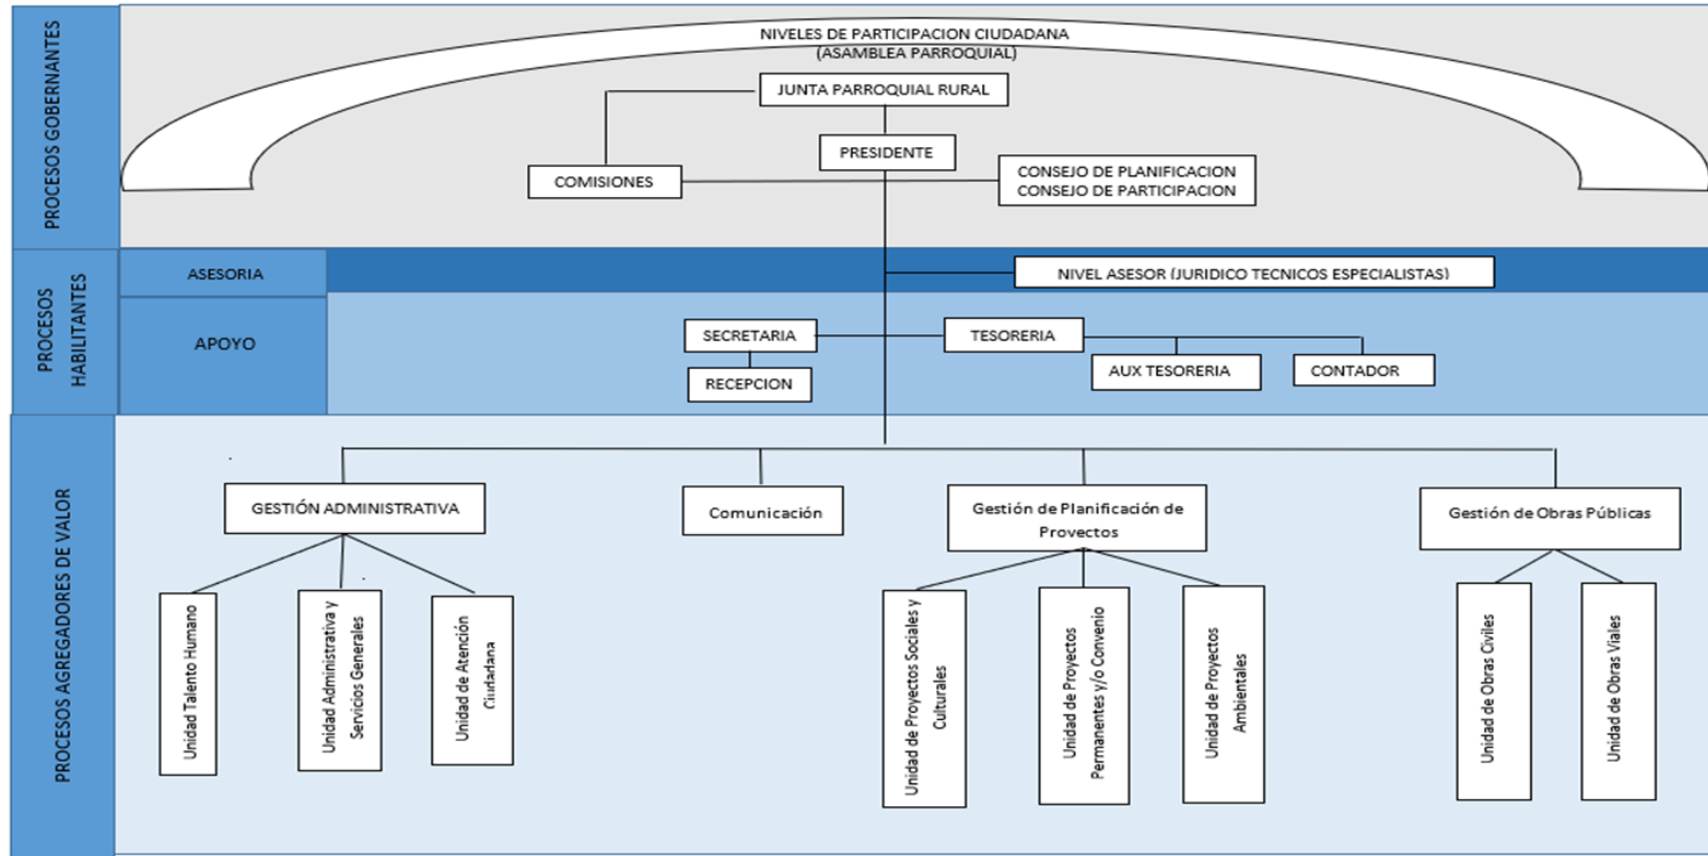 PROCESOS GOBERNANTES
NIVELES DE PARTICIPACION CIUDADANA
(ASAMBLEA PARROQUIAL)
JUNTA PARROQUIAL RURAL
PRESIDENTE
COMISIONES
CONSEJO DE PLANIFICACION
CONSEJO DE PARTICIPACION
PROCESOS
HABILITANTES
ASESORIA
NIVEL ASESOR (JURIDICO TECNICOS ESPECIALISTAS)
APOYO
SECRETARIA
TESORERIA
RECEPCION
AUX TESORERIA
CONTADOR
PROCESOS AGREGADORES DE VALOR
GESTIÓN ADMINISTRATIVA
Comunicación
Gestión de Planificación de
Proyectos
Gestión de Obras Públicas
Unidad Talento Humano
Unidad Administrativa y
Servicios Generales
Unidad de Atención
Ciudadana
Unidad de Proyectos Sociales y
Culturales
Unidad de Proyectos
Permanentes y/o Convenio
Unidad de Proyectos
Ambientales
Unidad de Obras Civiles
Unidad de Obras Viales